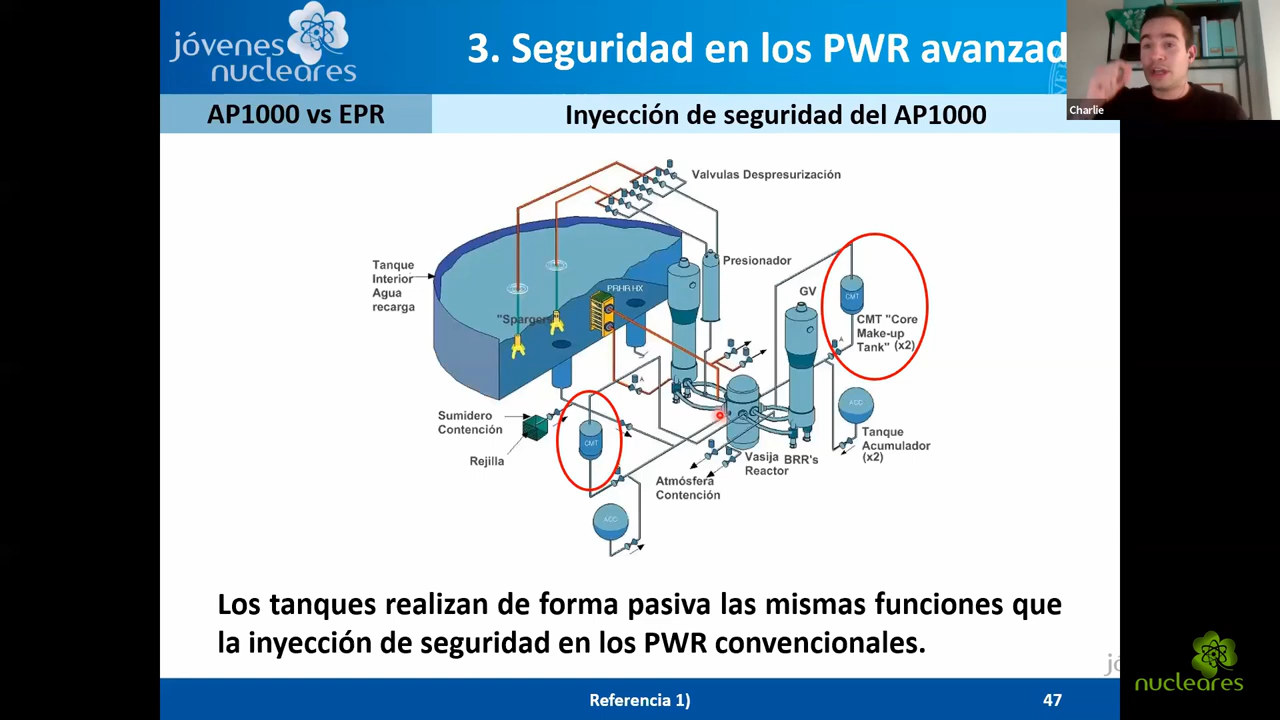 jóvenes
nucleares
3. Seguridad en los PWR avanzad
Charlie
AP1000 vs EPR
Inyección de seguridad del AP1000
Valvulas Despresurización
Tanque
Interior
Agua
recarga
Presionador
PRHR HX
"Spargers"
GV
CMT
CMT "Core
Make-up
Tank" (x2)
A
A
ACC
Sumidero
Contención
Rejilla
CMT
Tanque
Acumulador
(x2)
Vasija
Reactor
BRR's
Atmósfera
Contención
ACC
Los tanques realizan de forma pasiva las mismas funciones que
la inyección de seguridad en los PWR convencionales.
Referencia 1)
47
nucleares